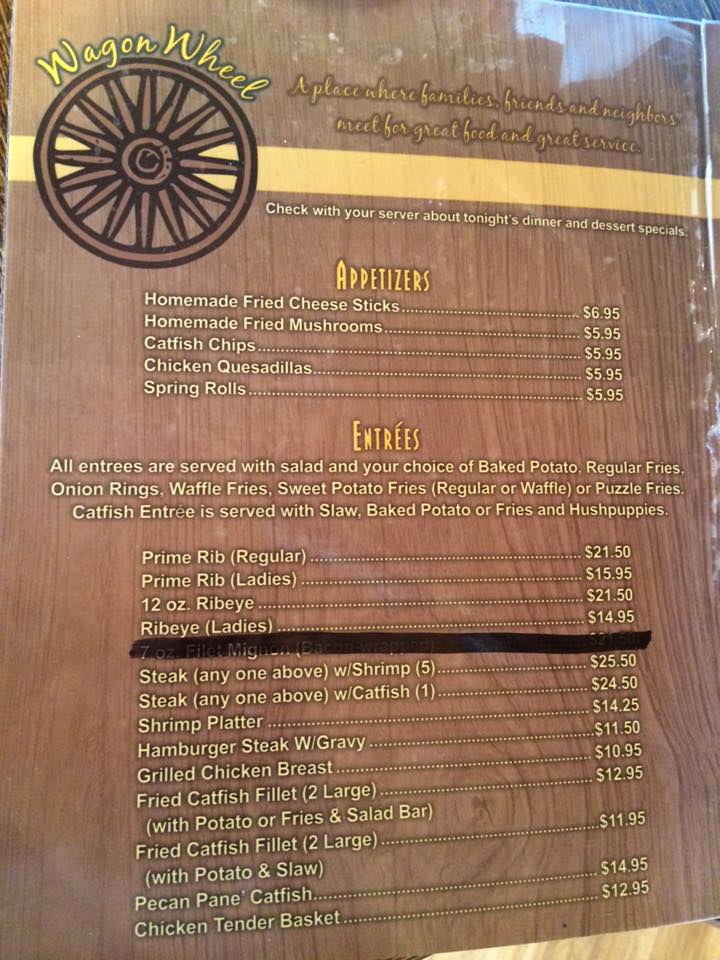 Wagon Wheel
A place where families, friends and neighbors
meet for great food and great service.
Check with your server about tonight's dinner and dessert specials.
APPETIZERS
Homemade Fried Cheese Sticks........ $6.95
Homemade Fried Mushrooms........ $5.95
Catfish Chips........ $5.95
Chicken Quesadillas........ $5.95
Spring Rolls........ $5.95
ENTRÉES
All entrees are served with salad and your choice of Baked Potato, Regular Fries,
Onion Rings, Waffle Fries, Sweet Potato Fries (Regular or Waffle) or Puzzle Fries.
Catfish Entrée is served with Slaw, Baked Potato or Fries and Hushpuppies.
Prime Rib (Regular)........ $21.50
Prime Rib (Ladies)........ $15.95
12 oz. Ribeye........ $21.50
Ribeye (Ladies)........ $14.95
7 oz. Filet Mignon (Bacon wrapped)
Steak (any one above) w/Shrimp (5)........ $25.50
Steak (any one above) w/Catfish (1)........ $24.50
Shrimp Platter........ $14.25
Hamburger Steak W/Gravy........ $11.50
Grilled Chicken Breast........ $10.95
Fried Catfish Fillet (2 Large)........ $12.95
(with Potato or Fries & Salad Bar)
Fried Catfish Fillet (2 Large)........ $11.95
(with Potato & Slaw)
Pecan Pane' Catfish........ $14.95
Chicken Tender Basket........ $12.95